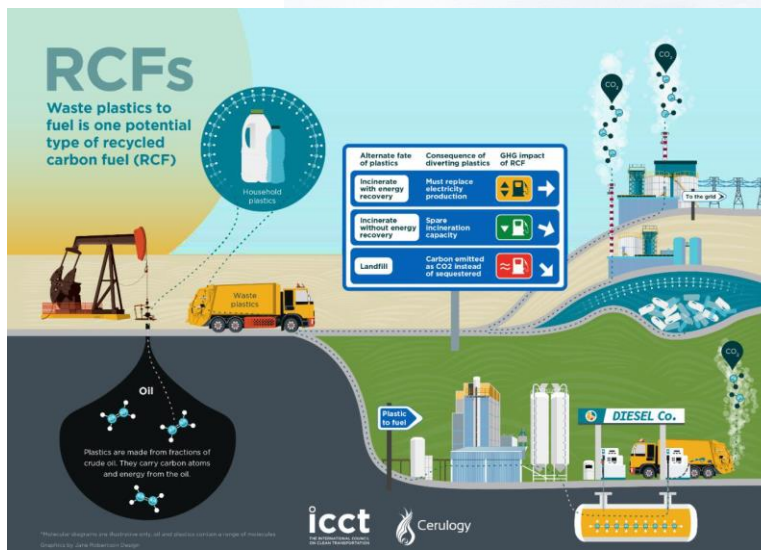 RCFs
Waste plastics to
fuel is one potential
type of recycled
carbon fuel (RCF)
Household
plastics
Waste
plastics
Alternate fate
of plastics
Consequence of
diverting plastics
GHG impact
of RCF
Incinerate
with energy
recovery
Must replace
electricity
production
Incinerate
without energy
recovery
Spare
incineration
capacity
Landfill
Carbon emitted
as CO2 instead
of sequestered
CO₂
CO₂
To the grid
CO₂
Oil
Plastics are made from fractions of
crude oil. They carry carbon atoms
and energy from the oil.
Plastic
to fuel
DIESEL Co.
*Molecular diagrams are illustrative only, oil and plastics contain a range of molecules
Graphics by Jane Robertson Design
icct
THE INTERNATIONAL COUNCIL
ON CLEAN TRANSPORTATION
Cerulogy